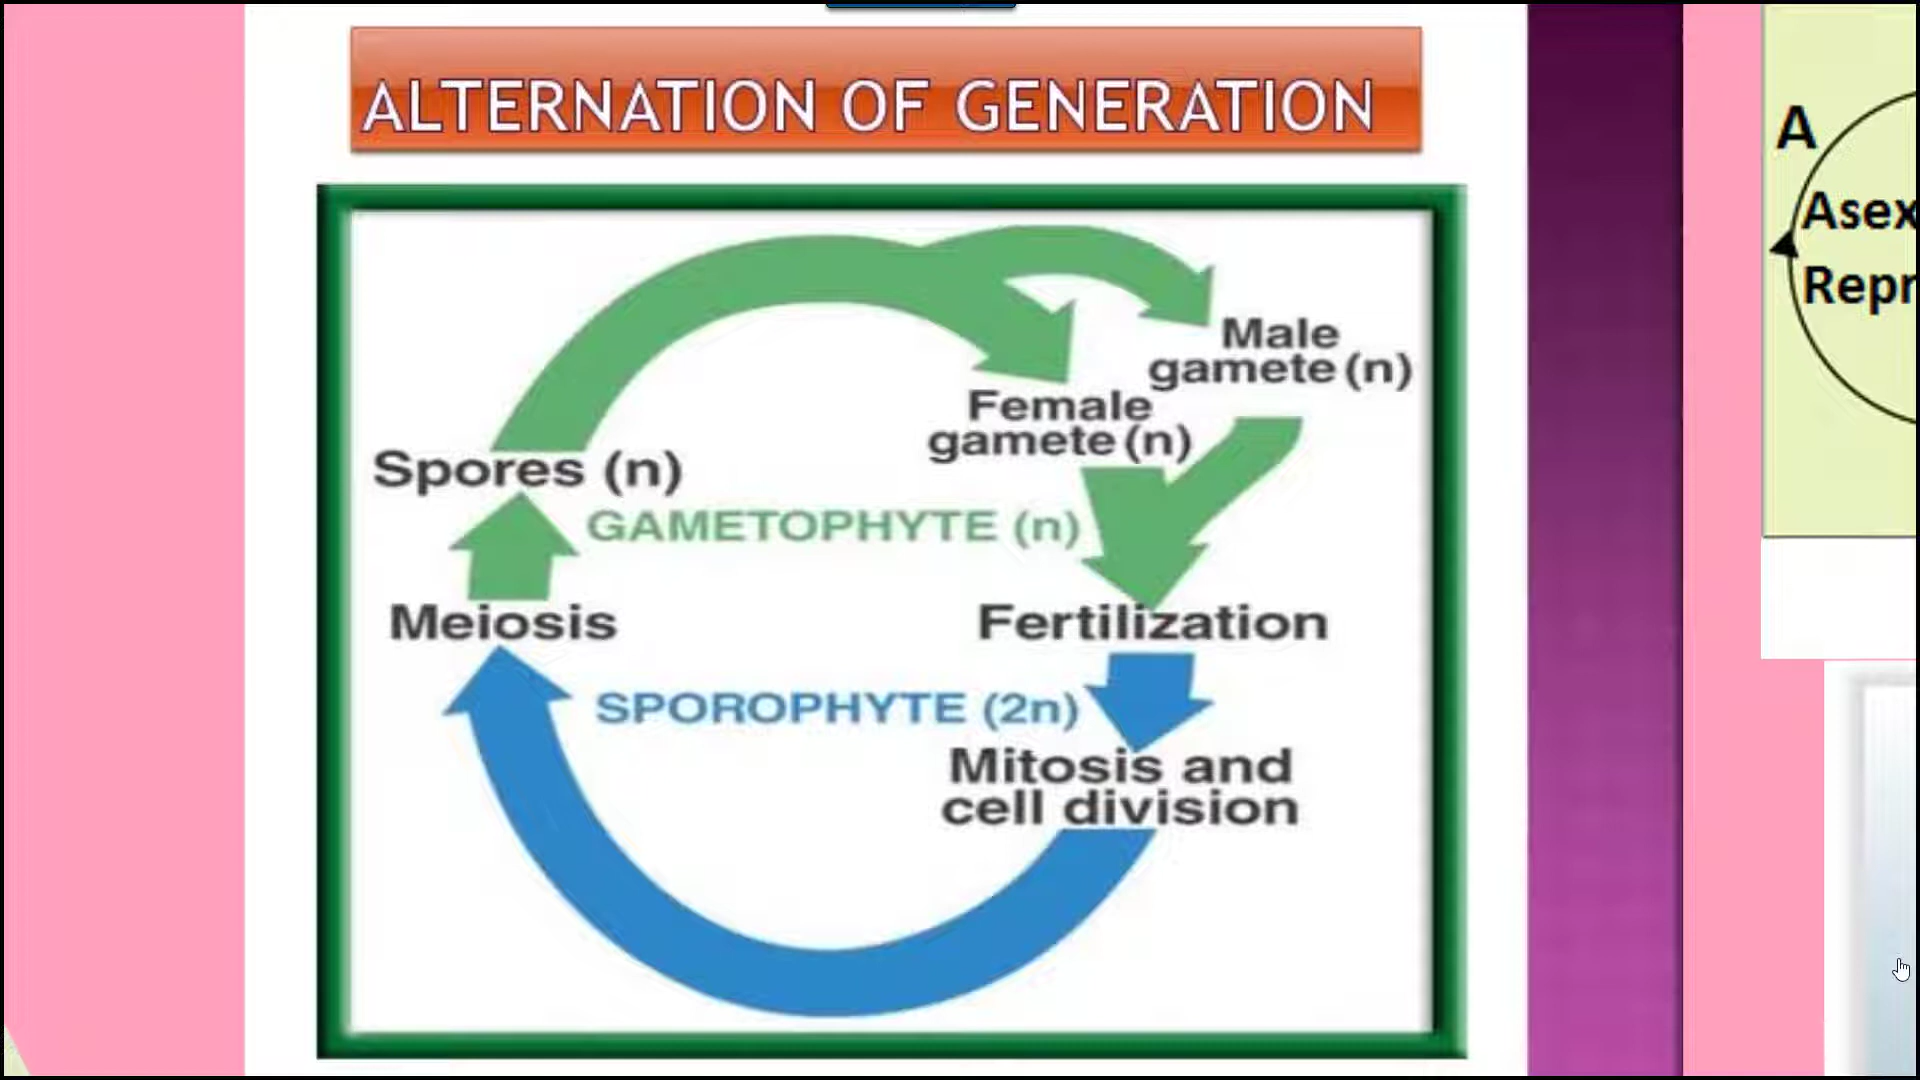 ALTERNATION OF GENERATION
Male
gamete (n)
Female
gamete (n)
Spores (n)
GAMETOPHYTE (n)
Meiosis
Fertilization
SPOROPHYTE (2n)
Mitosis and
cell division
A